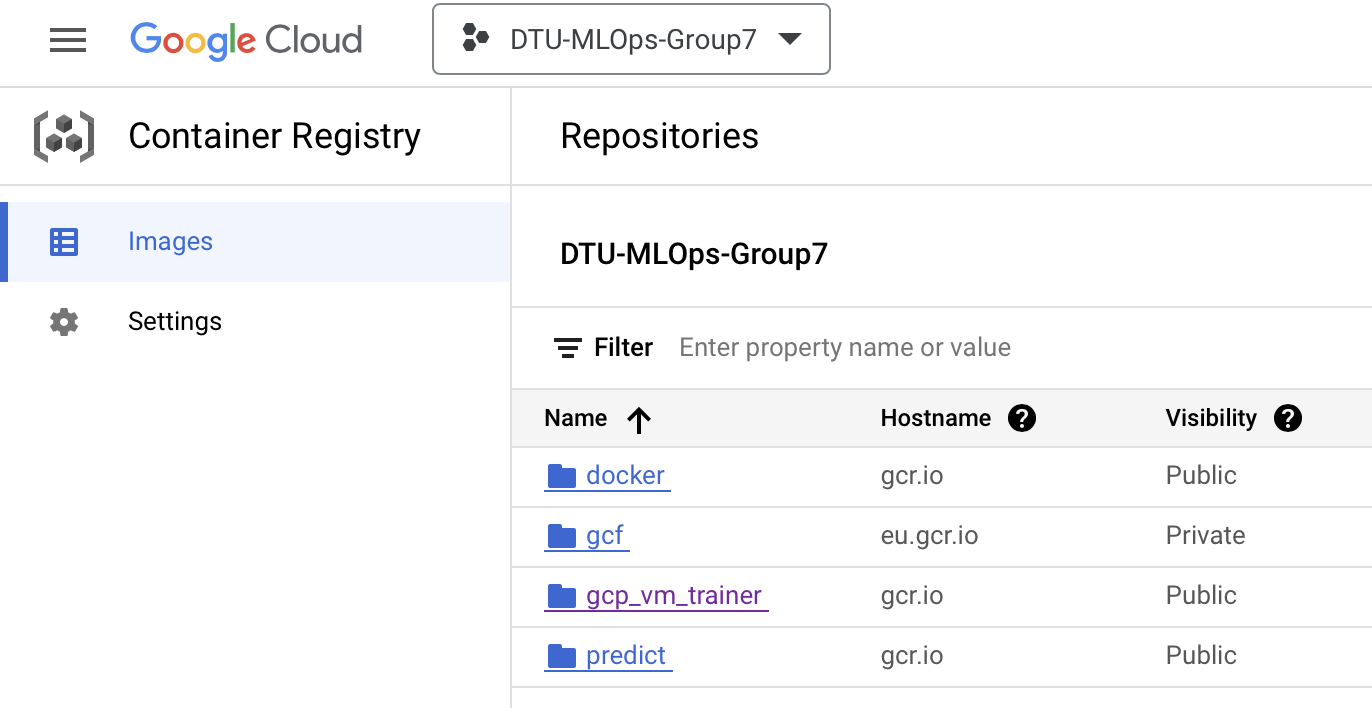 Google Cloud DTU-MLOps-Group7
Container Registry
Repositories
Images
Settings
DTU-MLOps-Group7
Filter Enter property name or value
Name Hostname Visibility
docker gcr.io Public
gcf eu.gcr.io Private
gcp_vm_trainer gcr.io Public
predict gcr.io Public